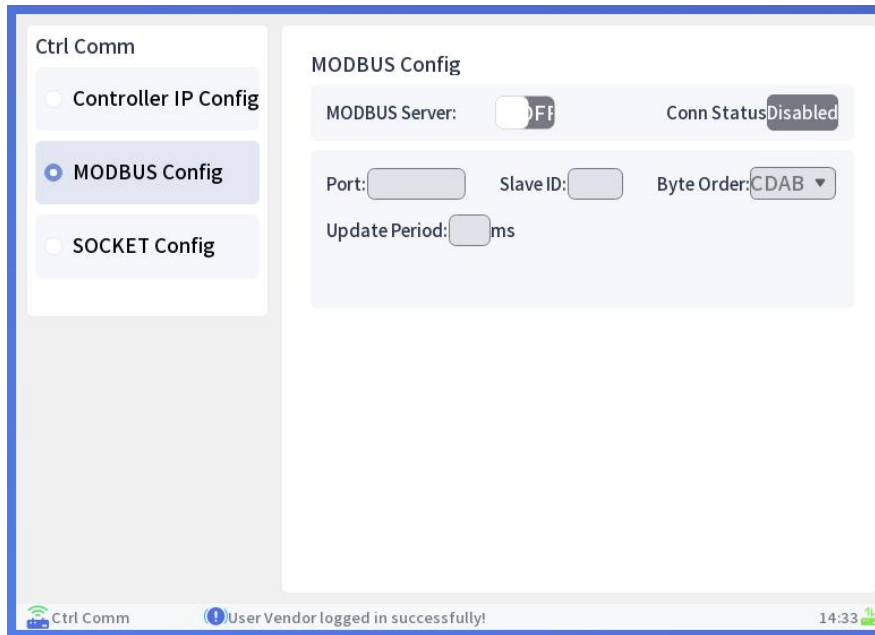 Ctrl Comm
Controller IP Config
MODBUS Config
SOCKET Config
MODBUS Config
MODBUS Server: Conn Status Disabled
Port: Slave ID: Byte Order: CDAB
Update Period: ms
Ctrl Comm User Vendor logged in successfully! 14:33